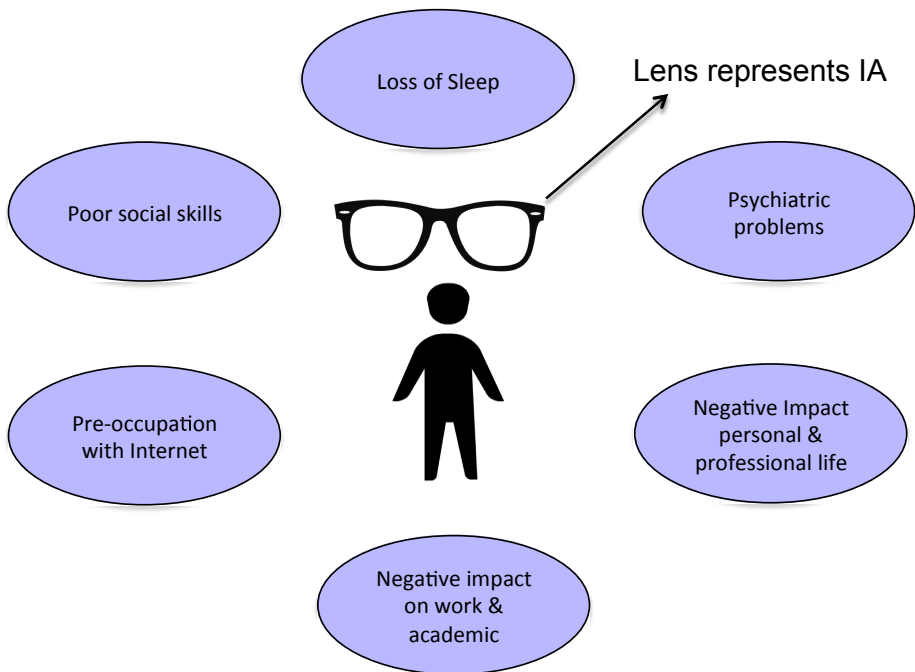 Loss of Sleep
Lens represents IA
Poor social skills
Psychiatric
problems
Pre-occupation
with Internet
Negative Impact
personal &
professional life
Negative impact
on work &
academic